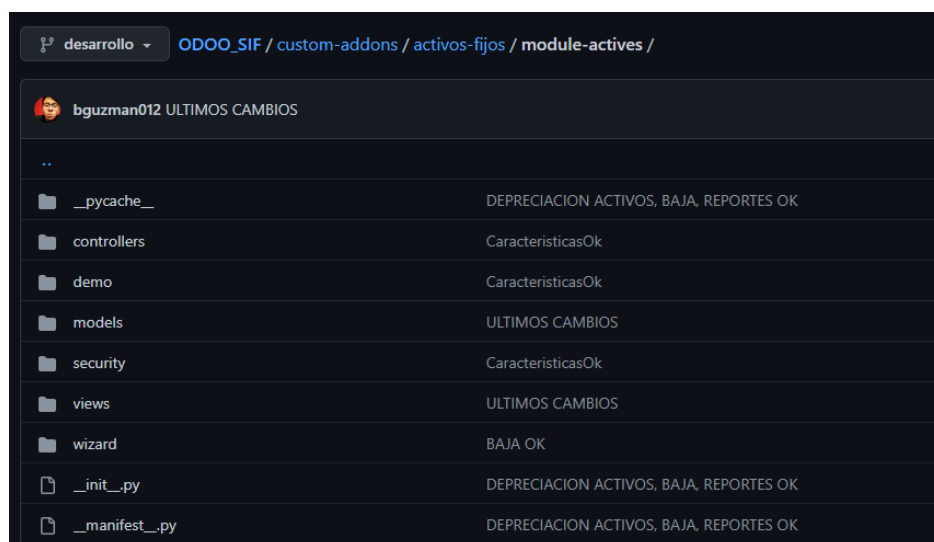 desarrollo ODOO_SIF / custom-addons / activos-fijos / module-actives /
bguzman012 ULTIMOS CAMBIOS
..
__pycache__ DEPRECIACION ACTIVOS, BAJA, REPORTES OK
controllers CaracteristicasOk
demo CaracteristicasOk
models ULTIMOS CAMBIOS
security CaracteristicasOk
views ULTIMOS CAMBIOS
wizard BAJA OK
__init__.py DEPRECIACION ACTIVOS, BAJA, REPORTES OK
__manifest__.py DEPRECIACION ACTIVOS, BAJA, REPORTES OK